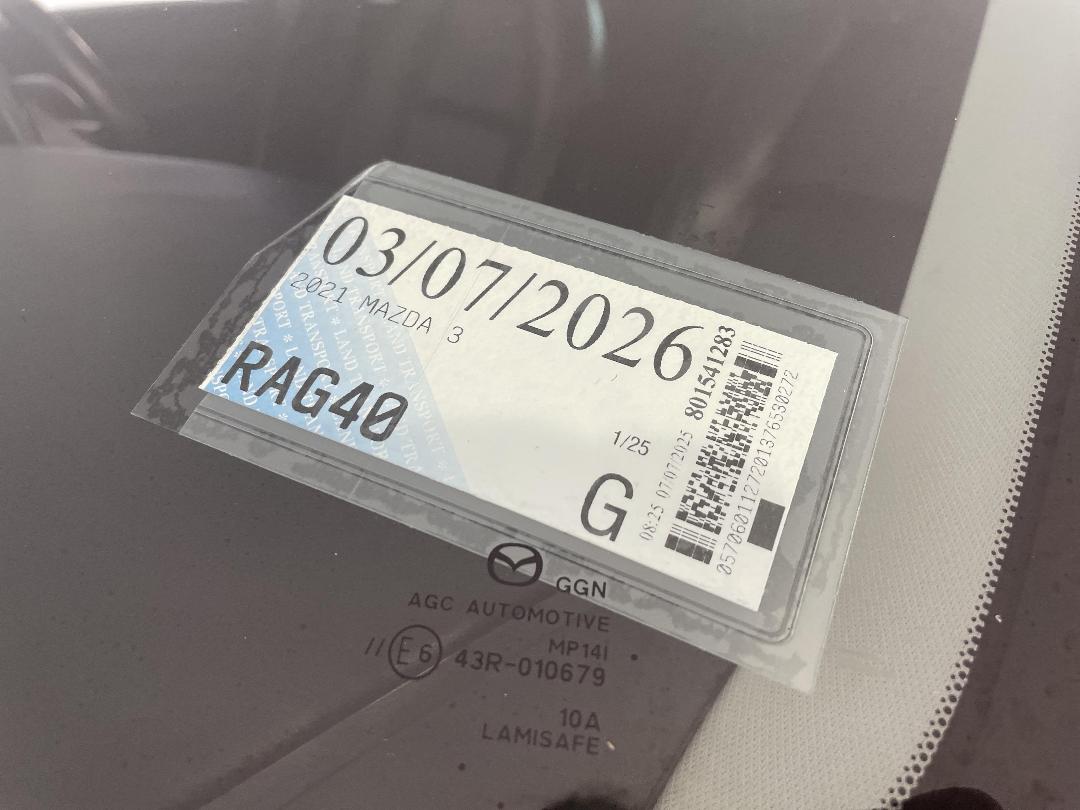 03/07/2026
2021 MAZDA 3
RAG40
1/25
G
08:25 07/07/2025
801541283
0570601127201376530272
GGN
AGC AUTOMOTIVE
MP14I
// E6 43R-010679
10A
LAMISAFE